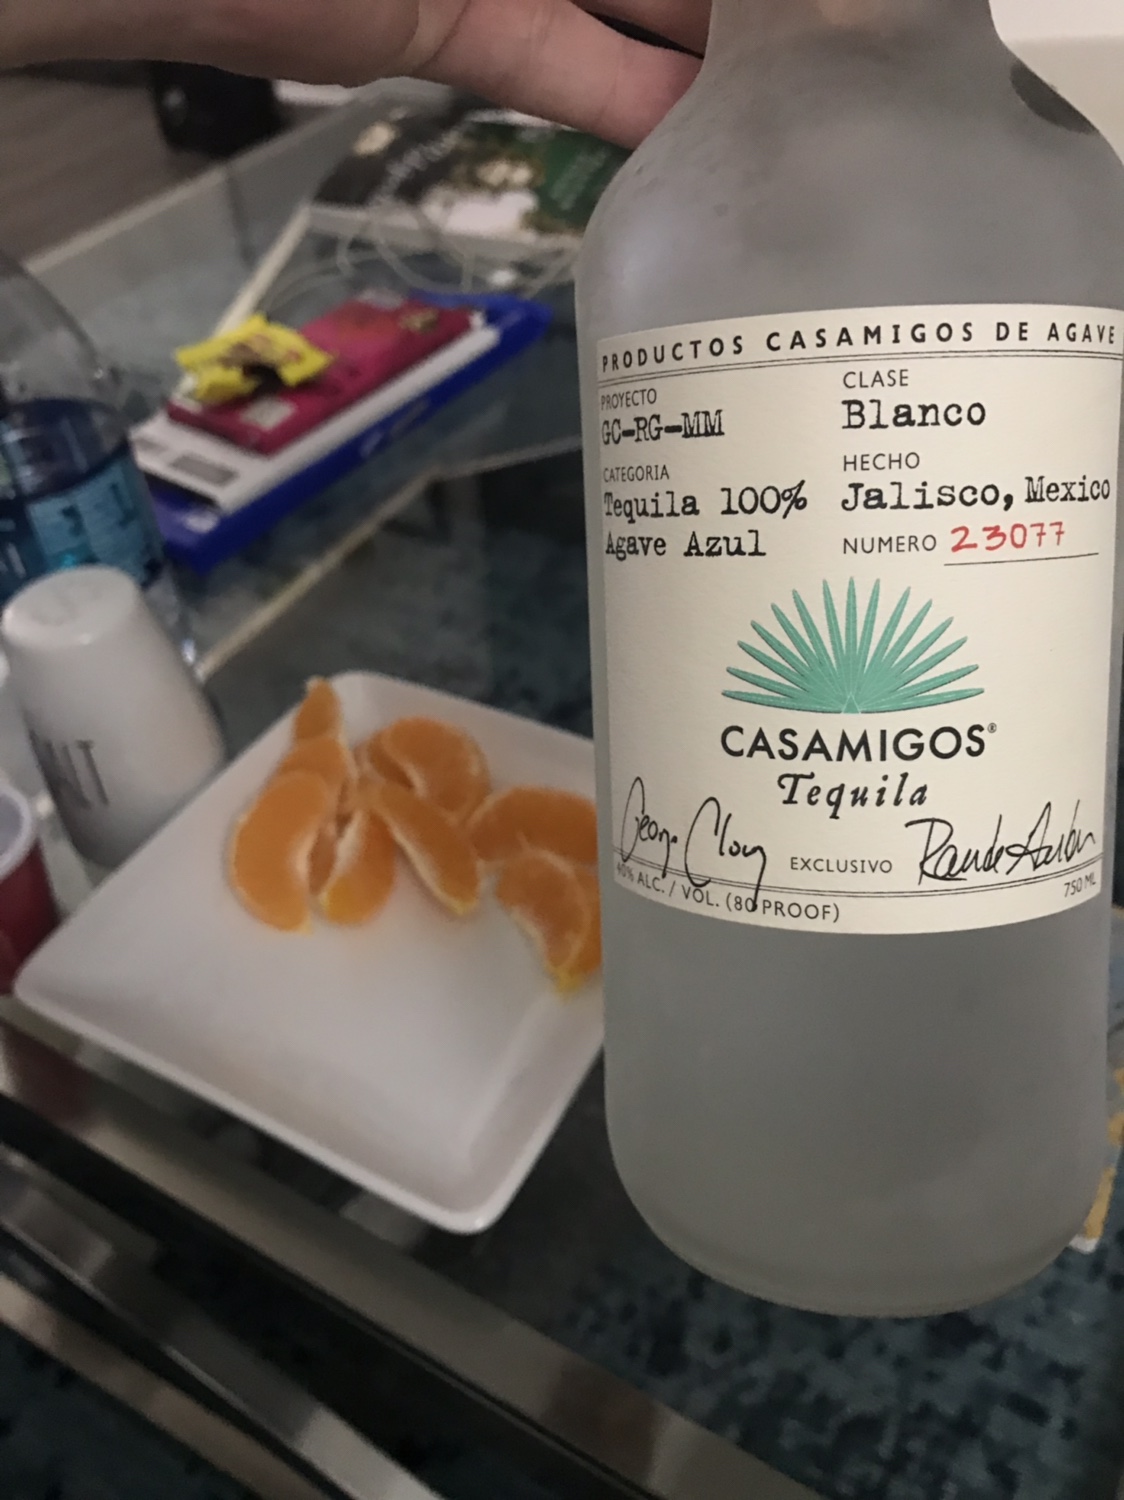 PRODUCTOS CASAMIGOS DE AGAVE
PROYECTO
GC-RG-MM
CLASE
Blanco
CATEGORIA
Tequila 100%
Agave Azul
HECHO
Jalisco, Mexico
NUMERO 23077
CASAMIGOS®
Tequila
EXCLUSIVO
40% ALC. / VOL. (80 PROOF)
750 ML